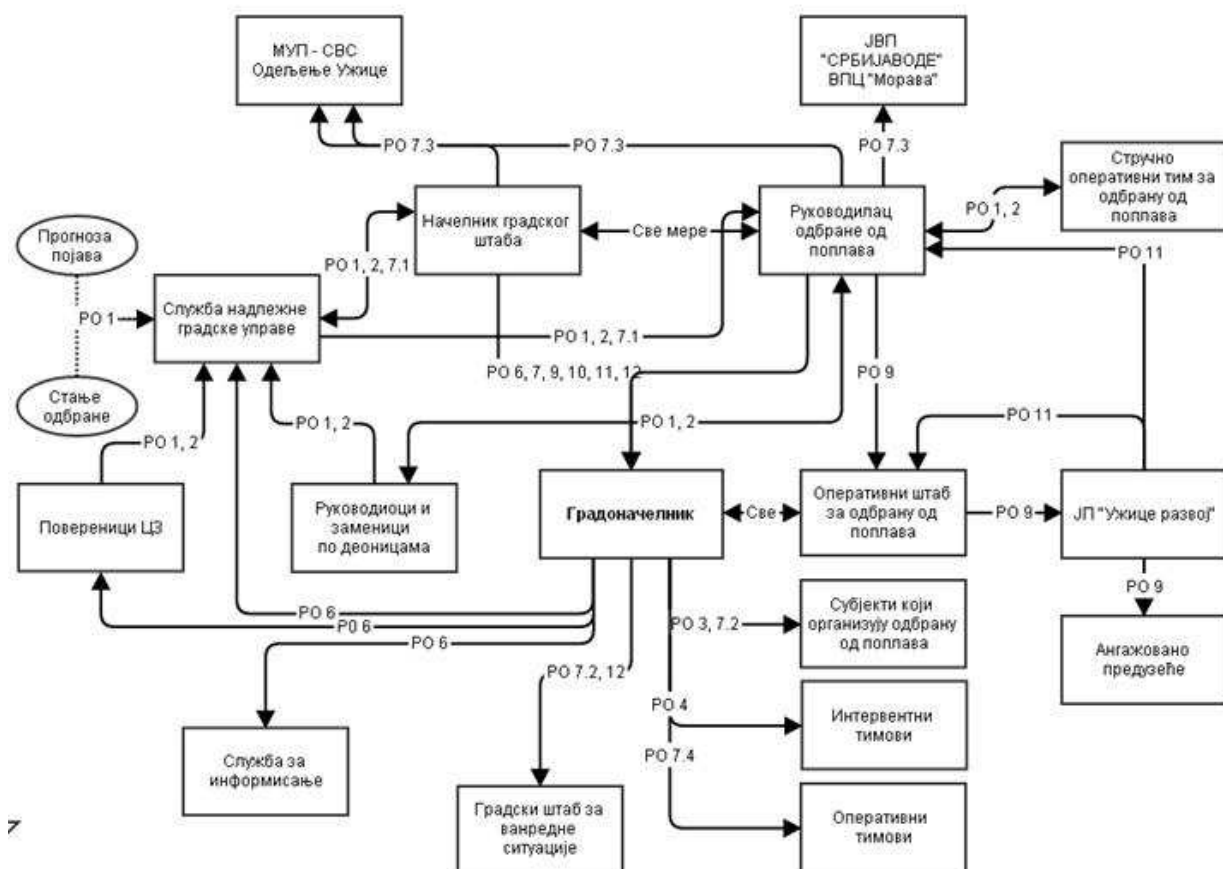 МУП - СВС
Одељење Ужице
ЈВП
"СРБИЈАВОДЕ"
ВПЦ "Морава"
РО 7.3
РО 7.3
РО 7.3
Стручно
оперативни тим за
одбрану од
поплава
РО 1, 2
Начелник градског
штаба
Све мере
Руководилац
одбране од
поплава
РО 11
Прогноза
појава
РО 1, 2, 7.1
РО 1
Служба надлежне
градске управе
РО 1, 2, 7.1
РО 6, 7, 9, 10, 11, 12
РО 9
Стање
одбране
РО 1, 2
РО 1, 2
РО 1, 2
РО 11
Повереници ЦЗ
Руководиоци и
заменици
по деоницама
Градоначелник
Све
Оперативни штаб
за одбрану од
поплава
РО 9
ЈП "Ужице развој"
РО 9
РО 6
Р0 6
РО 6
РО 3, 7.2
Субјекти који
организују одбрану
од поплава
Ангажовано
предузеће
РО 7.2, 12
РО 4
Интервентни
тимови
РО 7.4
Служба за
информисање
Градски штаб за
ванредне
ситуације
Оперативни
тимови